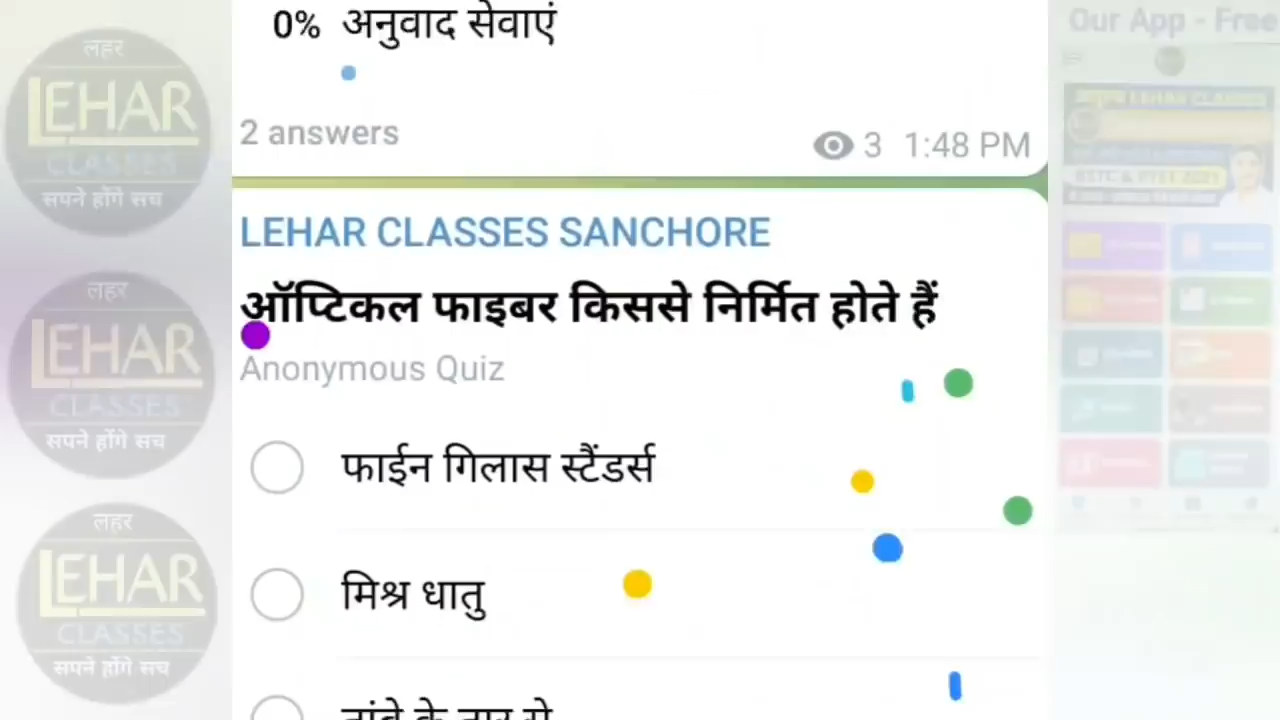 0% अनुवाद सेवाएं
2 answers
3 1:48 PM
LEHAR CLASSES SANCHORE
ऑप्टिकल फाइबर किससे निर्मित होते हैं
Anonymous Quiz
फाईन गिलास स्टैंडर्स
मिश्र धातु
तांबे के तार से
लहर
LEHAR
CLASSES
सपने होंगे सच
लहर
LEHAR
CLASSES
सपने होंगे सच
लहर
LEHAR
CLASSES
सपने होंगे सच
Our App - Free